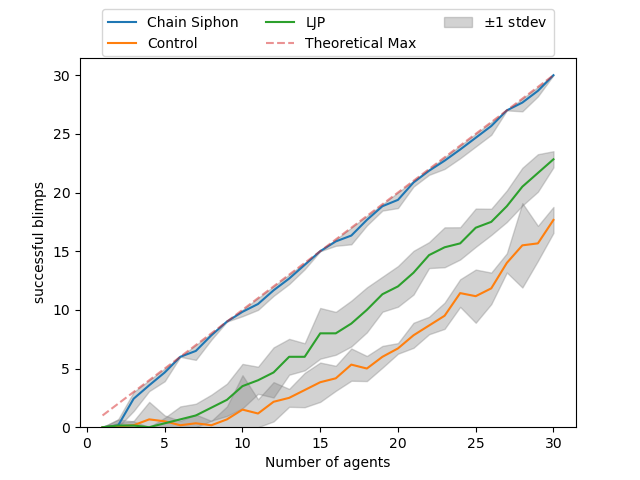 Chain Siphon LJP ±1 stdev
Control Theoretical Max
30
25
20
15
10
5
0
successful blimps
0 5 10 15 20 25 30
Number of agents